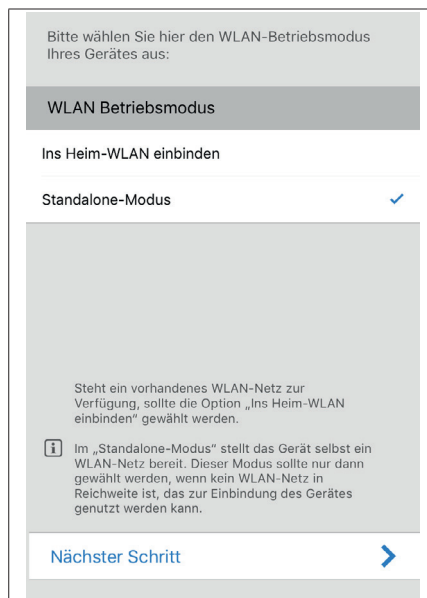 Bitte wählen Sie hier den WLAN-Betriebsmodus
Ihres Gerätes aus:
WLAN Betriebsmodus
Ins Heim-WLAN einbinden
Standalone-Modus
Steht ein vorhandenes WLAN-Netz zur
Verfügung, sollte die Option „Ins Heim-WLAN
einbinden“ gewählt werden.
Im „Standalone-Modus“ stellt das Gerät selbst ein
WLAN-Netz bereit. Dieser Modus sollte nur dann
gewählt werden, wenn kein WLAN-Netz in
Reichweite ist, das zur Einbindung des Gerätes
genutzt werden kann.
Nächster Schritt